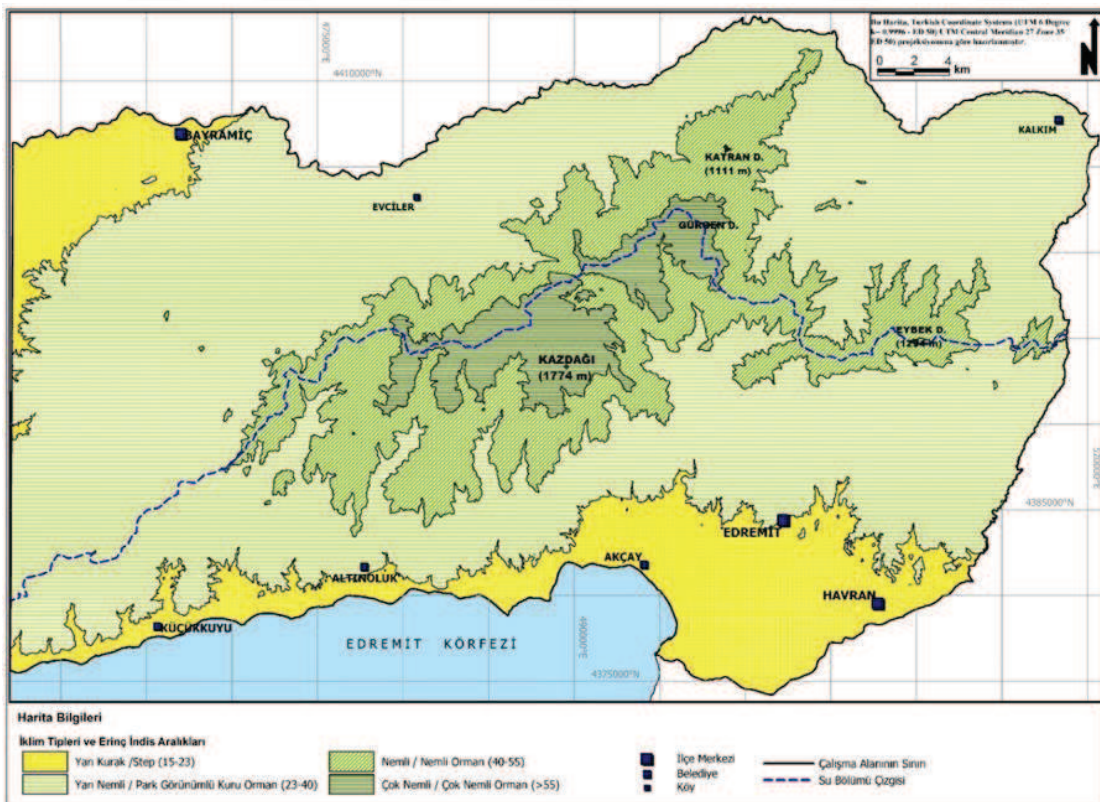 Bu Harita, Turkish Coordinate System (UTM 6 Degree
k= 0.9996 - ED 50) UTM Central Meridian 27 Zone 35
ED 50) projeksiyonuna göre hazırlanmıştır.
0 2 4
km
N
475000°E
4410000°N
BAYRAMİÇ
KALKIM
KATRAN D.
(1111 m)
EVCİLER
GÜRGEN D.
EYBEK D.
KAZDAĞI
(1774 m)
520000°E
4385000°N
EDREMİT
AKÇAY
ALTINOLUK
HAVRAN
KÜÇÜKKUYU
EDREMİT KÖRFEZİ
490000°E
4375000°N
Harita Bilgileri
İklim Tipleri ve Erinç İndis Aralıkları
Yarı Kurak /Step (15-23)
Yarı Nemli / Park Görünümlü Kuru Orman (23-40)
Nemli / Nemli Orman (40-55)
Çok Nemli / Çok Nemli Orman (>55)
İlçe Merkezi
Belediye
Köy
Çalışma Alanının Sınırı
Su Bölümü Çizgisi